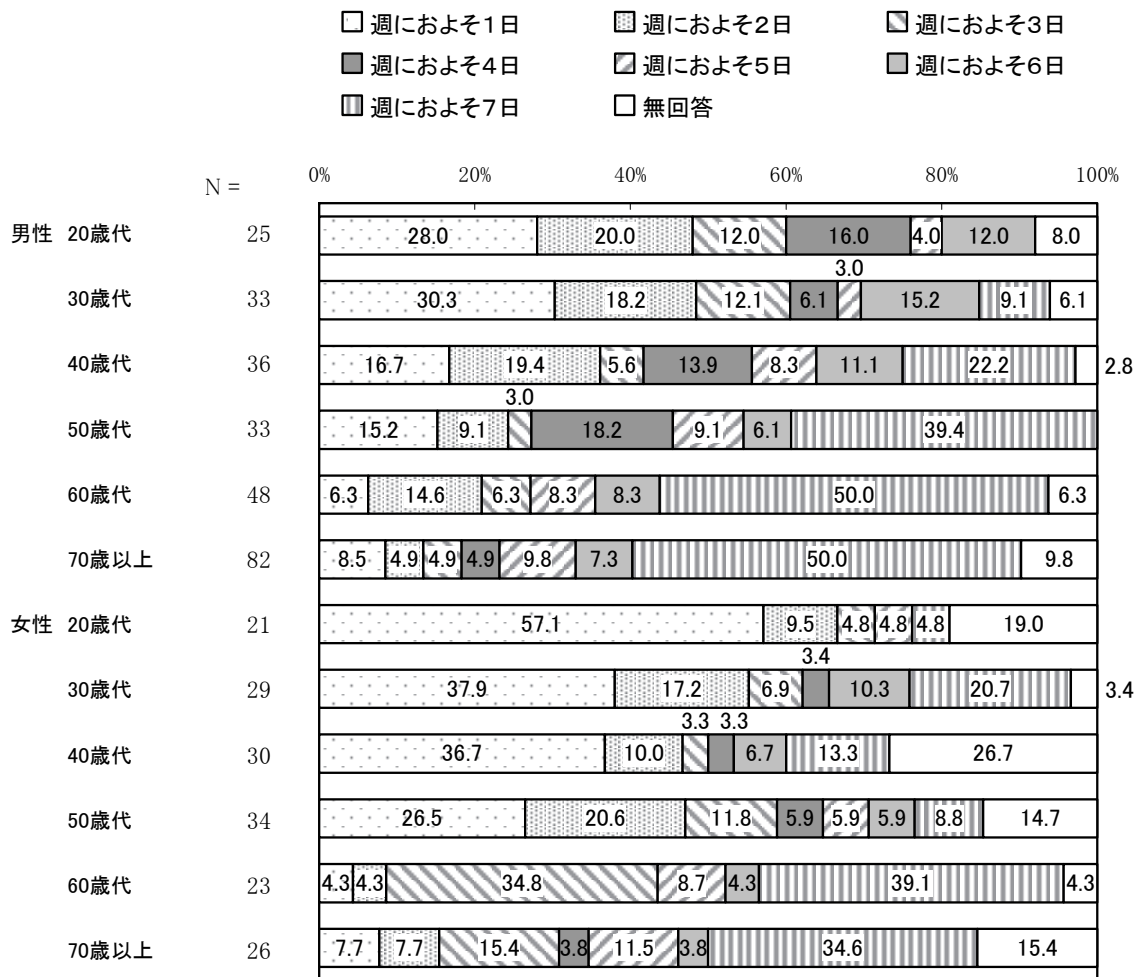 週におよそ1日 週におよそ2日 週におよそ3日
週におよそ4日 週におよそ5日 週におよそ6日
週におよそ7日 無回答
N = 0% 20% 40% 60% 80% 100%
男性 20歳代 25 28.0 20.0 12.0 16.0 4.0 12.0 8.0
3.0
30歳代 33 30.3 18.2 12.1 6.1 15.2 9.1 6.1
40歳代 36 16.7 19.4 5.6 13.9 8.3 11.1 22.2 2.8
3.0
50歳代 33 15.2 9.1 18.2 9.1 6.1 39.4
60歳代 48 6.3 14.6 6.3 8.3 8.3 50.0 6.3
70歳以上 82 8.5 4.9 4.9 4.9 9.8 7.3 50.0 9.8
女性 20歳代 21 57.1 9.5 4.8 4.8 4.8 19.0
3.4
30歳代 29 37.9 17.2 6.9 10.3 20.7 3.4
3.3 3.3
40歳代 30 36.7 10.0 6.7 13.3 26.7
50歳代 34 26.5 20.6 11.8 5.9 5.9 5.9 8.8 14.7
60歳代 23 4.3 4.3 34.8 8.7 4.3 39.1 4.3
70歳以上 26 7.7 7.7 15.4 3.8 11.5 3.8 34.6 15.4